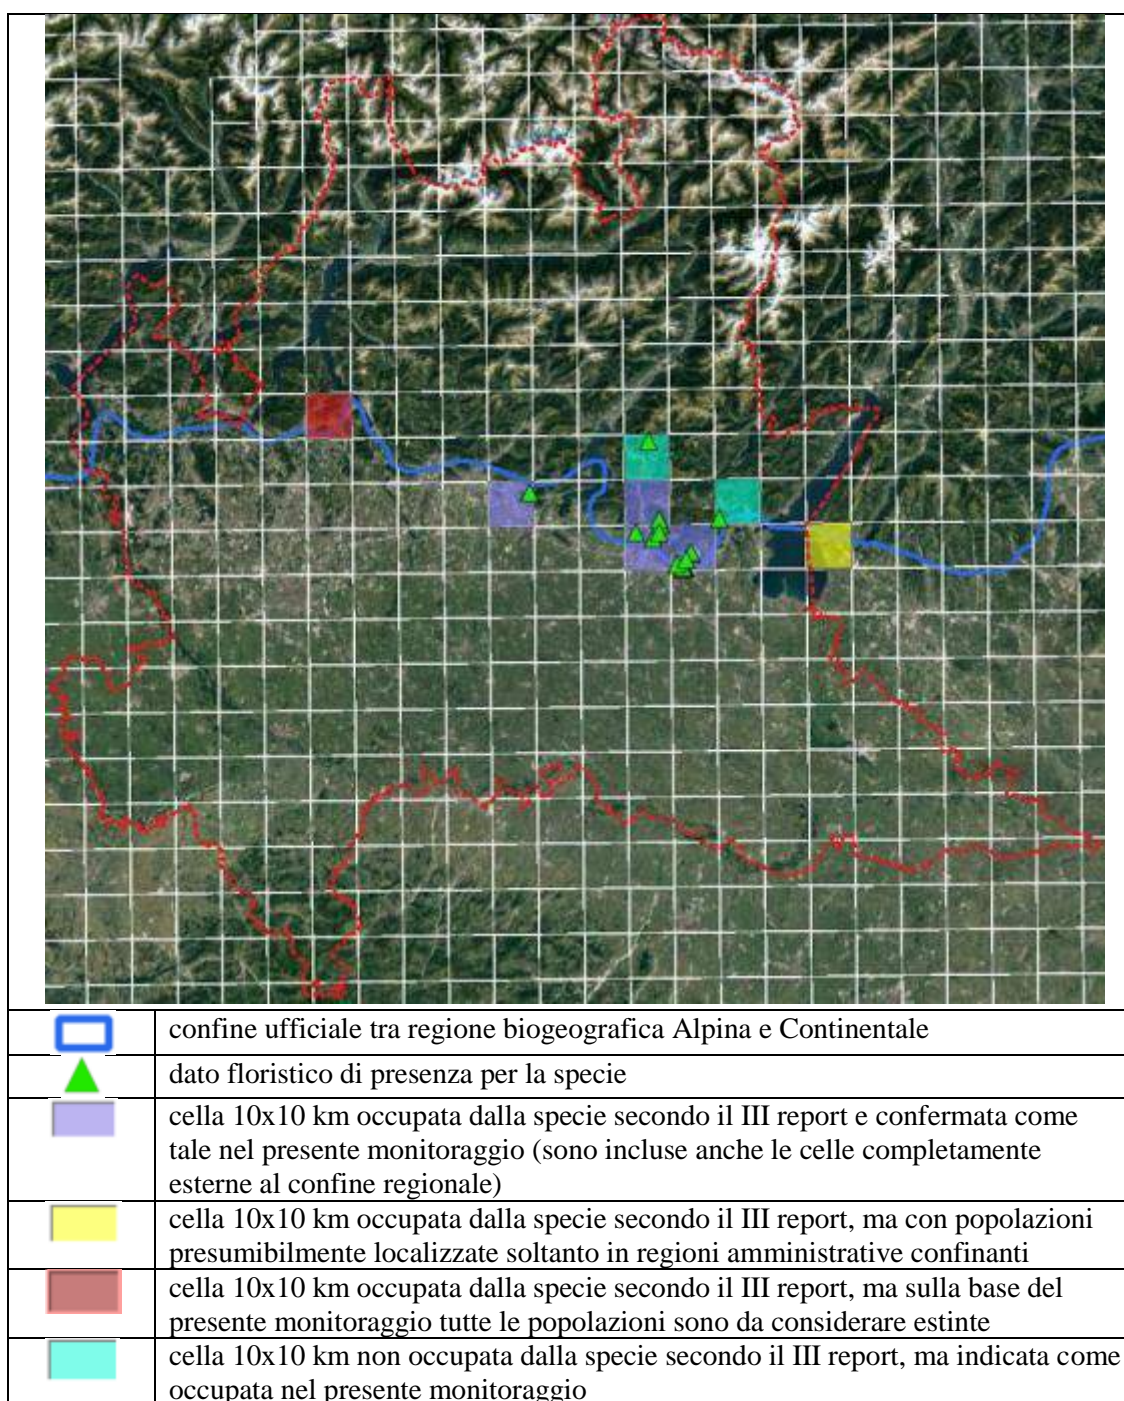 confine ufficiale tra regione biogeografica Alpina e Continentale
dato floristico di presenza per la specie
cella 10x10 km occupata dalla specie secondo il III report e confermata come
tale nel presente monitoraggio (sono incluse anche le celle completamente
esterne al confine regionale)
cella 10x10 km occupata dalla specie secondo il III report, ma con popolazioni
presumibilmente localizzate soltanto in regioni amministrative confinanti
cella 10x10 km occupata dalla specie secondo il III report, ma sulla base del
presente monitoraggio tutte le popolazioni sono da considerare estinte
cella 10x10 km non occupata dalla specie secondo il III report, ma indicata come
occupata nel presente monitoraggio